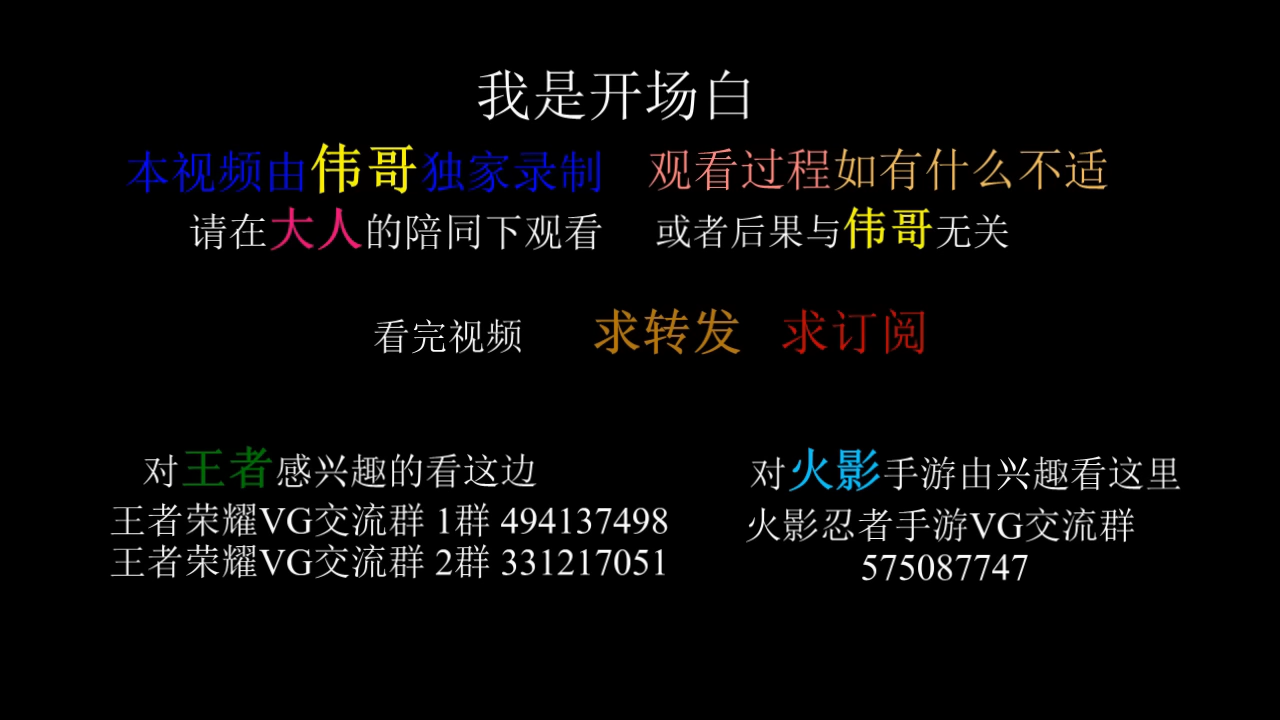 我是开场白
本视频由伟哥独家录制 观看过程如有什么不适
请在大人的陪同下观看 或者后果与伟哥无关
看完视频 求转发 求订阅
对王者感兴趣的看这边
王者荣耀VG交流群 1群 494137498
王者荣耀VG交流群 2群 331217051
对火影手游由兴趣看这里
火影忍者手游VG交流群
575087747